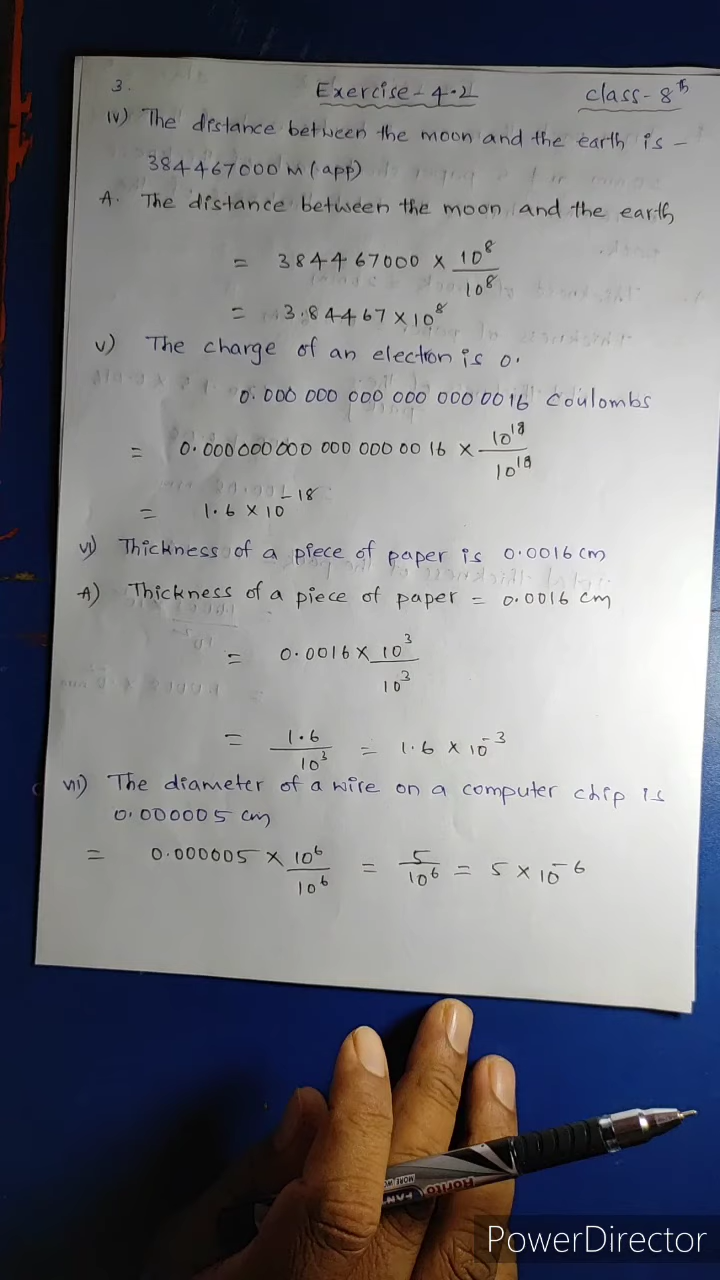 3. Exercise - 4.2 class - 8th
iv) The distance between the moon and the earth is -
384467000 m (app)
A. The distance between the moon and the earth
= 384467000 × 10^8/10^8
= 3.84467 × 10^8
v) The charge of an electron is 0.
0.000 000 000 000 000 0016 Coulombs
= 0.000000000 000 000 00 16 × 10^18/10^18
= 1.6 × 10^-18
vi) Thickness of a piece of paper is 0.0016 cm
A) Thickness of a piece of paper = 0.0016 cm
= 0.0016 × 10^3/10^3
= 1.6/10^3 = 1.6 × 10^-3
vii) The diameter of a wire on a computer chip is
0.000005 cm
= 0.000005 × 10^6/10^6 = 5/10^6 = 5 × 10^-6
Rorito
PowerDirector